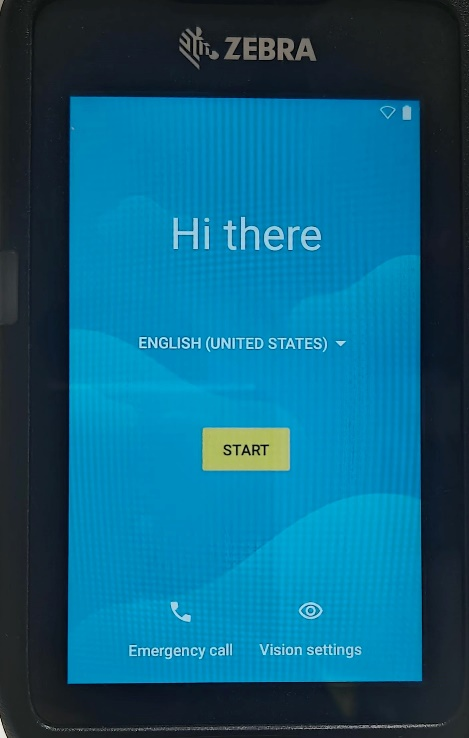 ZEBRA
Hi there
ENGLISH (UNITED STATES)
START
Emergency call
Vision settings